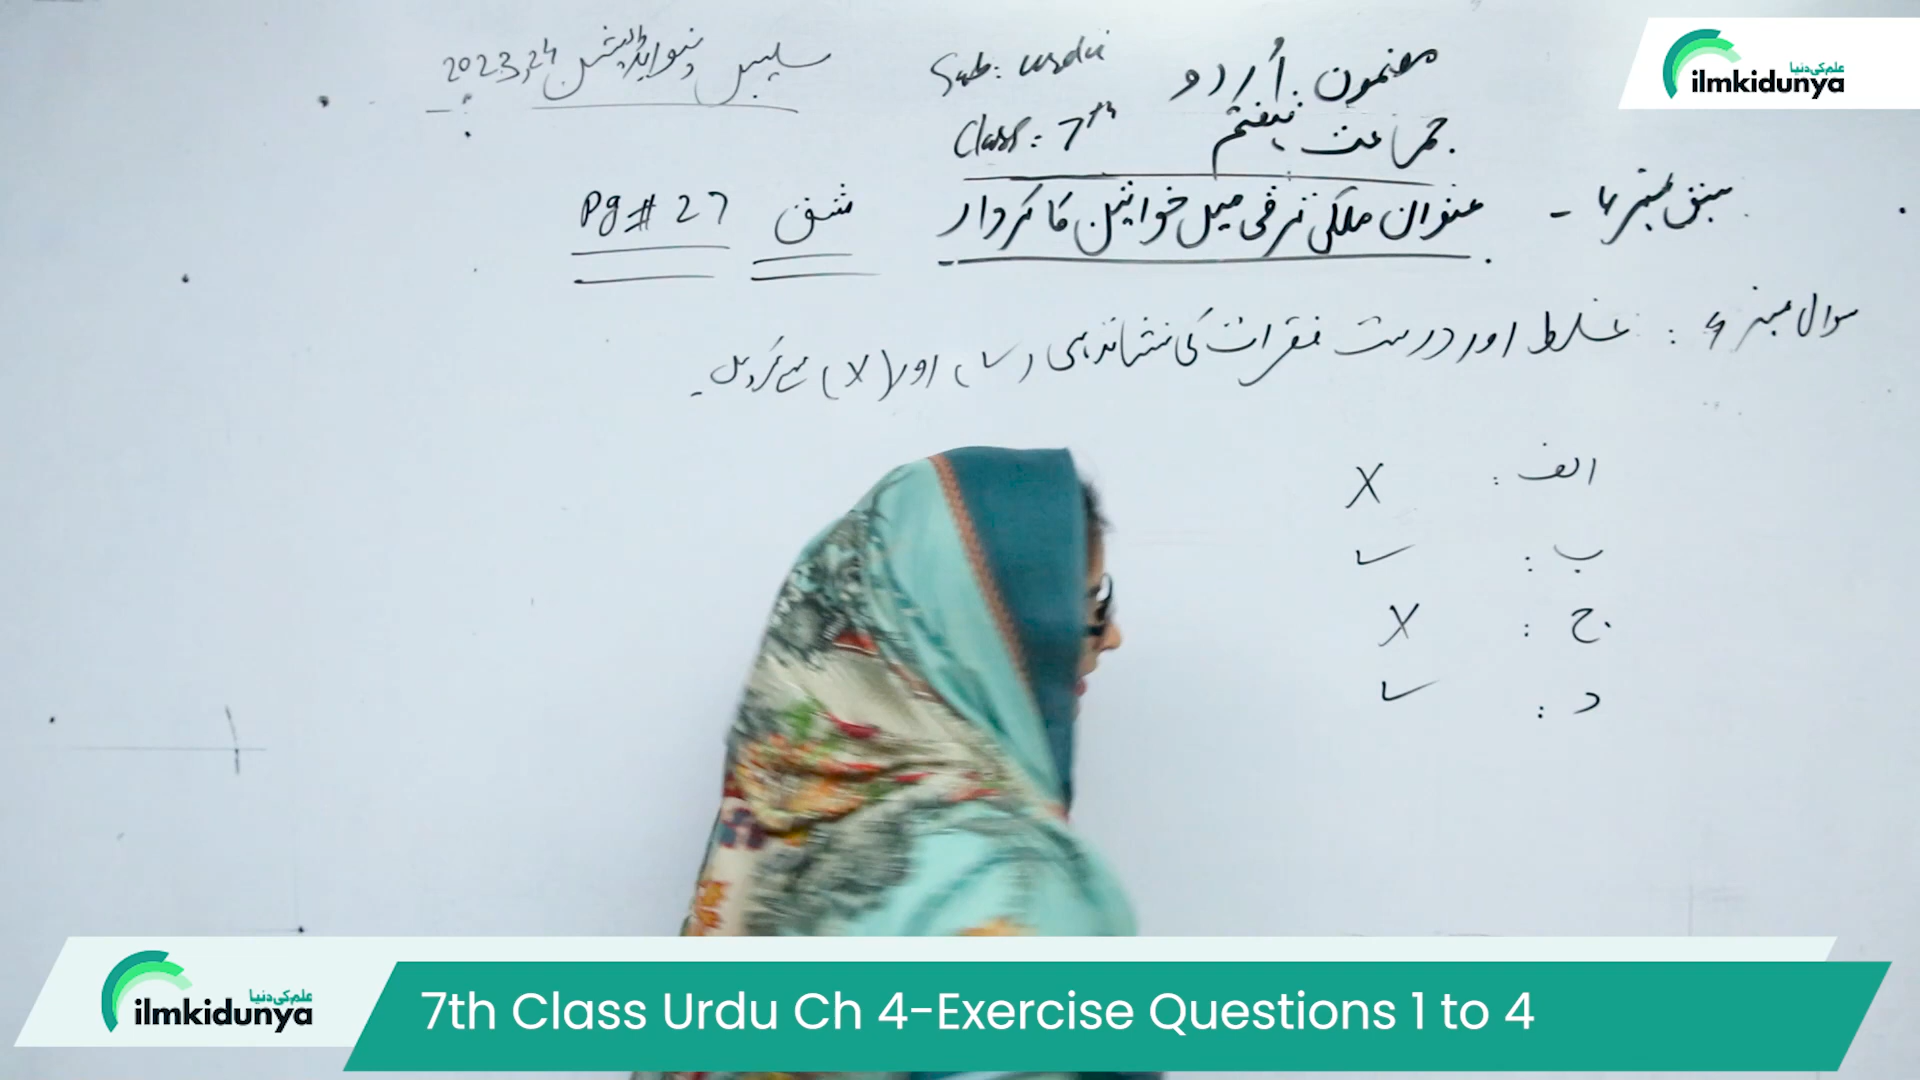 مضمون: اُردو Sub: urdu سلیبس نیو ایڈیشن 2023,24
جماعت ہفتم Class: 7th
سبق نمبر ۴ - عنوان ملکی ترقی میں خواتین کا کردار مشق Pg # 27
سوال نمبر ۴: غلط اور درست فقرات کی نشاندہی (✓) اور (X) سے کردیں۔
الف: X
ب: ✓
ج: X
د: ✓
علم کی دنیا
ilmkidunya
علم کی دنیا
ilmkidunya
7th Class Urdu Ch 4-Exercise Questions 1 to 4